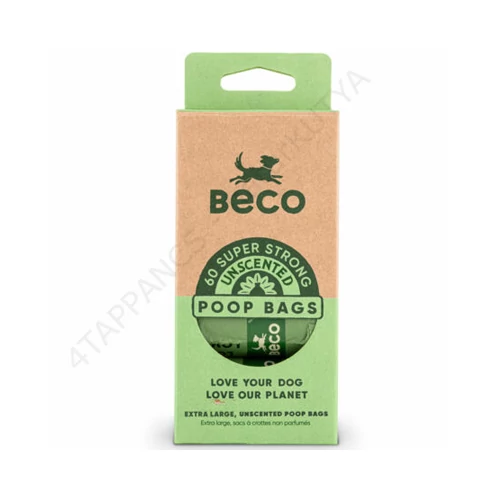 BECO
60 SUPER STRONG
UNSCENTED
POOP BAGS
BECO
LOVE YOUR DOG
LOVE OUR PLANET
EXTRA LARGE, UNSCENTED POOP BAGS
Extra large, sacs à crottes non parfumés